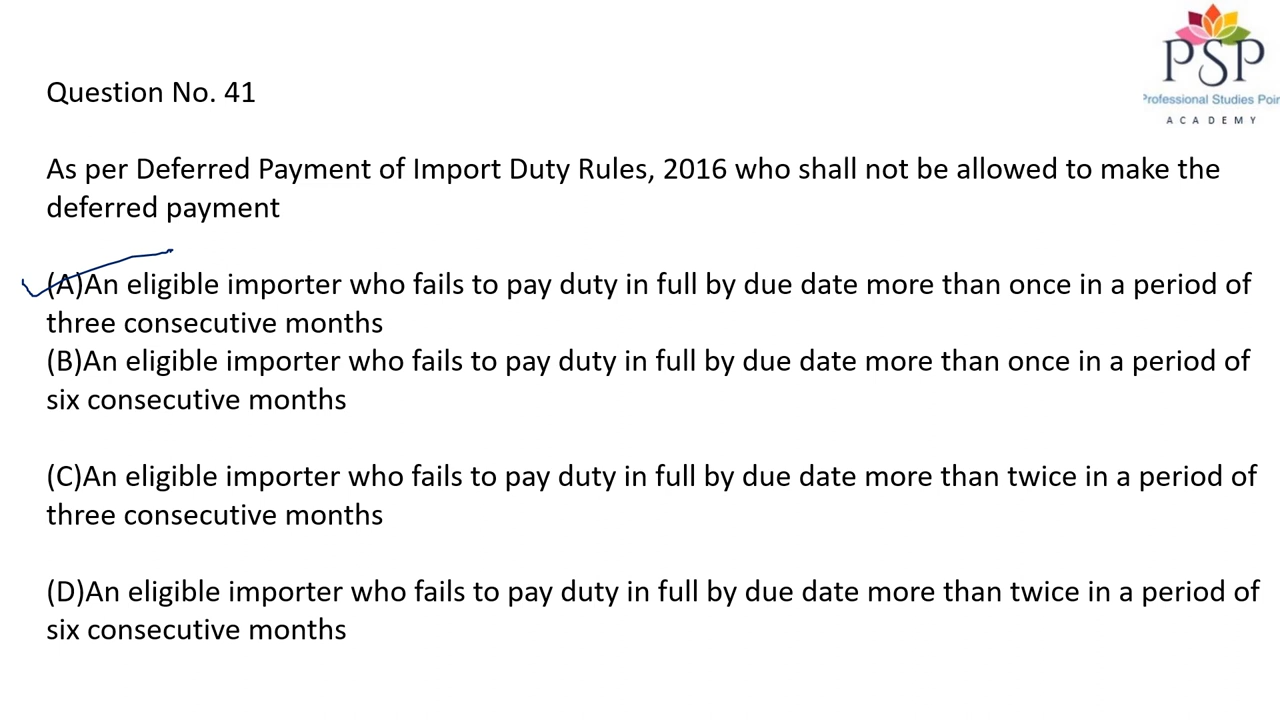 PSP
Professional Studies Poin
ACADEMY
Question No. 41
As per Deferred Payment of Import Duty Rules, 2016 who shall not be allowed to make the
deferred payment
(A)An eligible importer who fails to pay duty in full by due date more than once in a period of
three consecutive months
(B)An eligible importer who fails to pay duty in full by due date more than once in a period of
six consecutive months
(C)An eligible importer who fails to pay duty in full by due date more than twice in a period of
three consecutive months
(D)An eligible importer who fails to pay duty in full by due date more than twice in a period of
six consecutive months